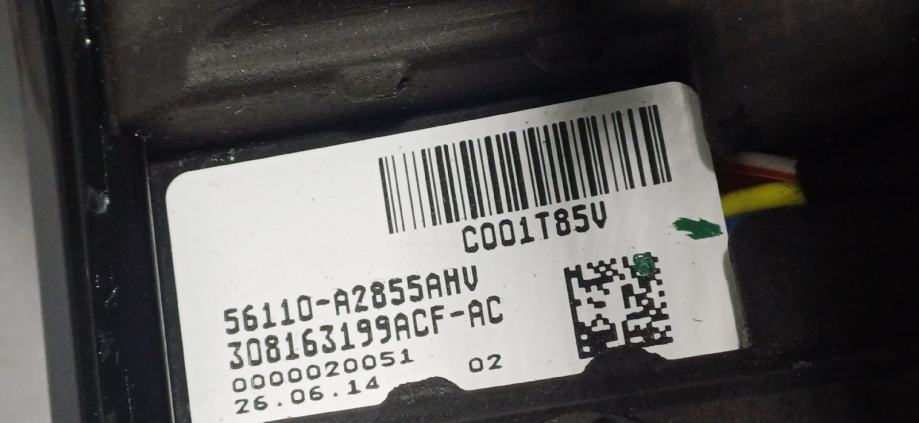 C001T85V
56110-A2855AHV
308163199ACF-AC
0000020051 02
26.06.14